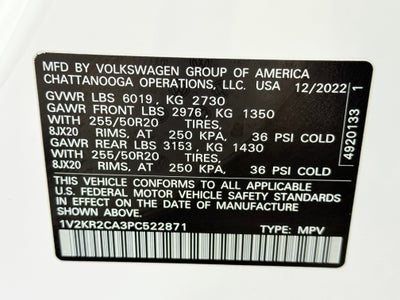 MFD BY VOLKSWAGEN GROUP OF AMERICA
CHATTANOOGA OPERATIONS, LLC. USA 12/2022
GVWR LBS 6019, KG 2730
GAWR FRONT LBS 2976, KG 1350
WITH 255/50R20 TIRES,
8JX20 RIMS, AT 250 KPA, 36 PSI COLD
GAWR REAR LBS 3153, KG 1430
WITH 255/50R20 TIRES,
8JX20 RIMS, AT 250 KPA, 36 PSI COLD
THIS VEHICLE CONFORMS TO ALL APPLICABLE
U.S. FEDERAL MOTOR VEHICLE SAFETY STANDARDS
IN EFFECT ON THE DATE OF MANUFACTURE
SHOWN ABOVE.
1V2KR2CA3PC522871 TYPE: MPV
4920133 1